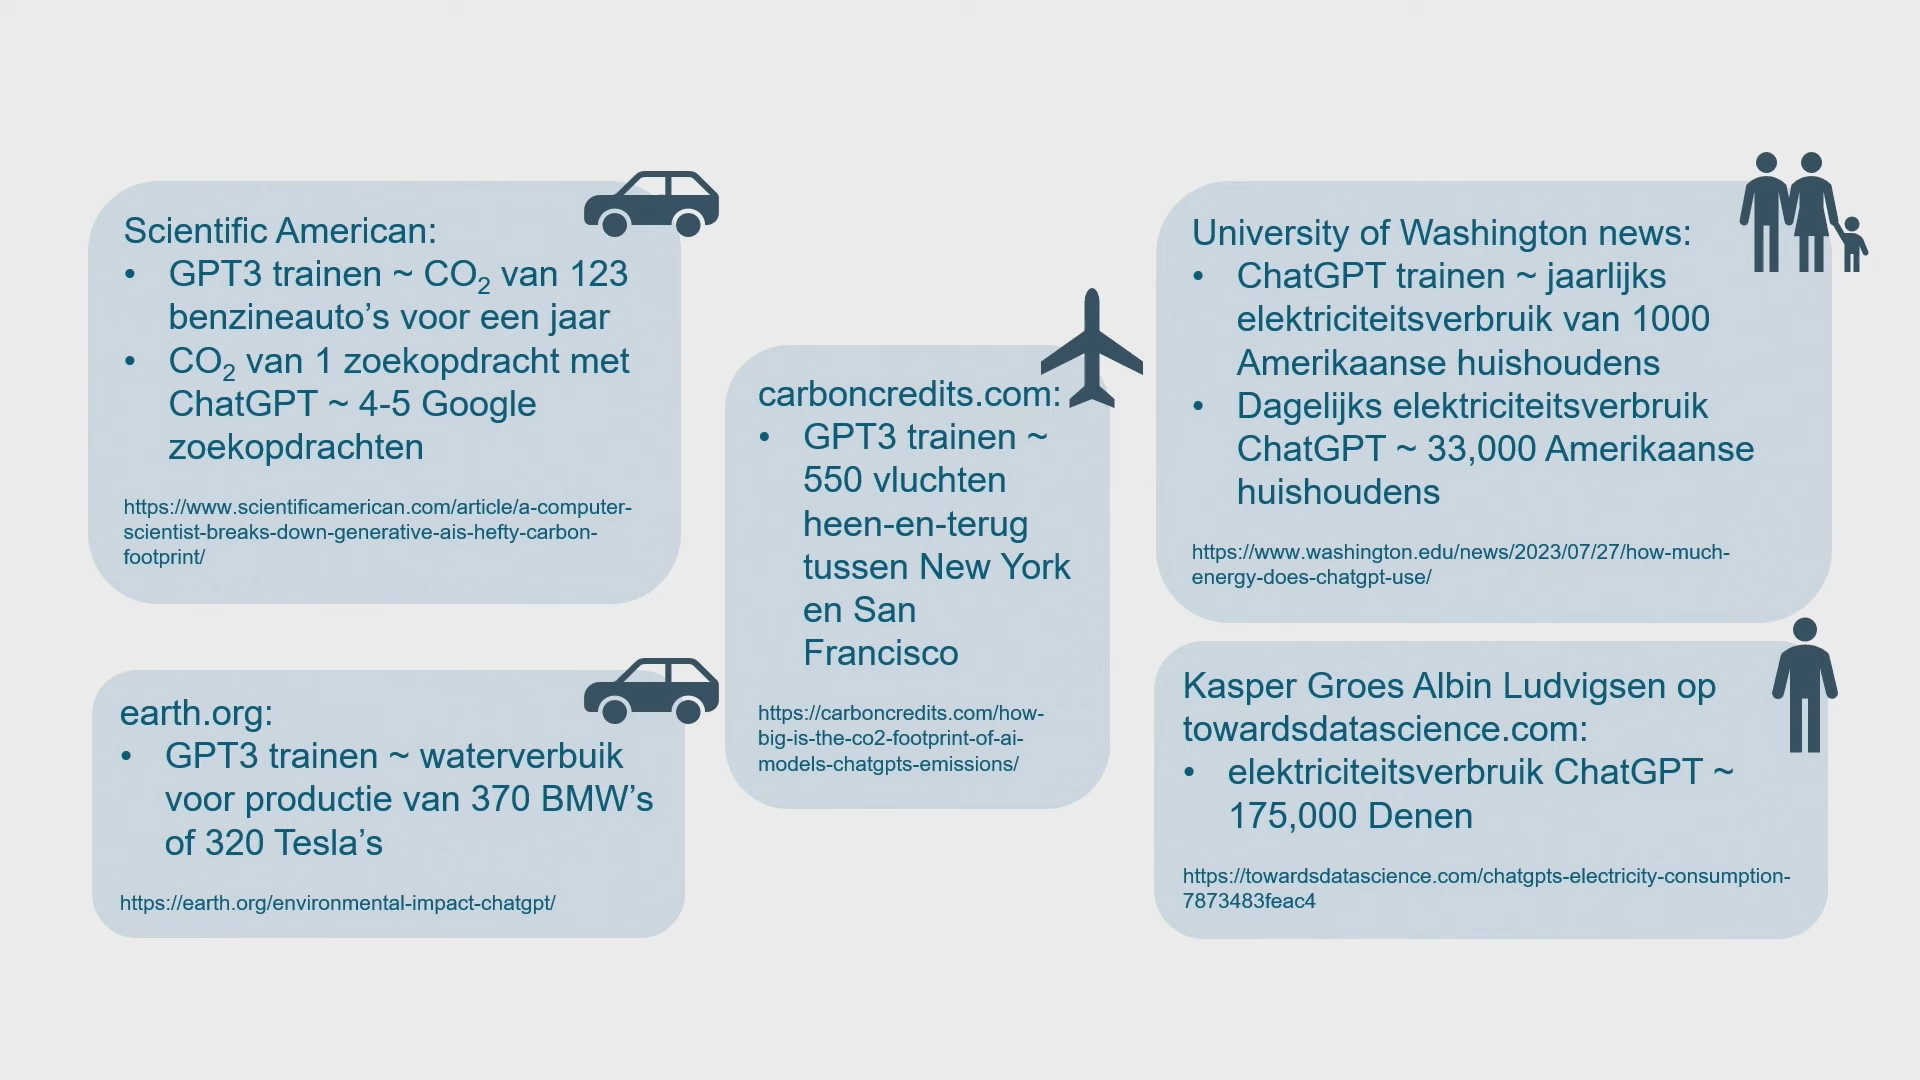 Scientific American:
• GPT3 trainen ~ CO₂ van 123
benzineauto’s voor een jaar
• CO₂ van 1 zoekopdracht met
ChatGPT ~ 4-5 Google
zoekopdrachten
https://www.scientificamerican.com/article/a-computer-
scientist-breaks-down-generative-ais-hefty-carbon-
footprint/
earth.org:
• GPT3 trainen ~ waterverbuik
voor productie van 370 BMW’s
of 320 Tesla’s
https://earth.org/environmental-impact-chatgpt/
carboncredits.com:
• GPT3 trainen ~
550 vluchten
heen-en-terug
tussen New York
en San
Francisco
https://carboncredits.com/how-
big-is-the-co2-footprint-of-ai-
models-chatgpts-emissions/
University of Washington news:
• ChatGPT trainen ~ jaarlijks
elektriciteitsverbruik van 1000
Amerikaanse huishoudens
• Dagelijks elektriciteitsverbruik
ChatGPT ~ 33,000 Amerikaanse
huishoudens
https://www.washington.edu/news/2023/07/27/how-much-
energy-does-chatgpt-use/
Kasper Groes Albin Ludvigsen op
towardsdatascience.com:
• elektriciteitsverbruik ChatGPT ~
175,000 Denen
https://towardsdatascience.com/chatgpts-electricity-consumption-
7873483feac4